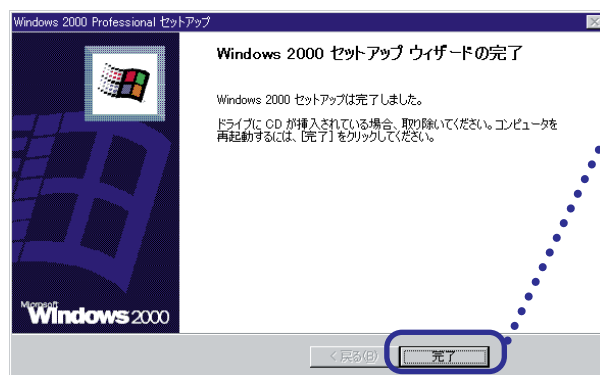 Windows 2000 Professional セットアップ
Windows 2000 セットアップ ウィザードの完了
Windows 2000 セットアップは完了しました。
ドライブに CD が挿入されている場合、取り除いてください。コンピュータを
再起動するには、[完了] をクリックしてください。
Microsoft
Windows 2000
< 戻る(B)
完了